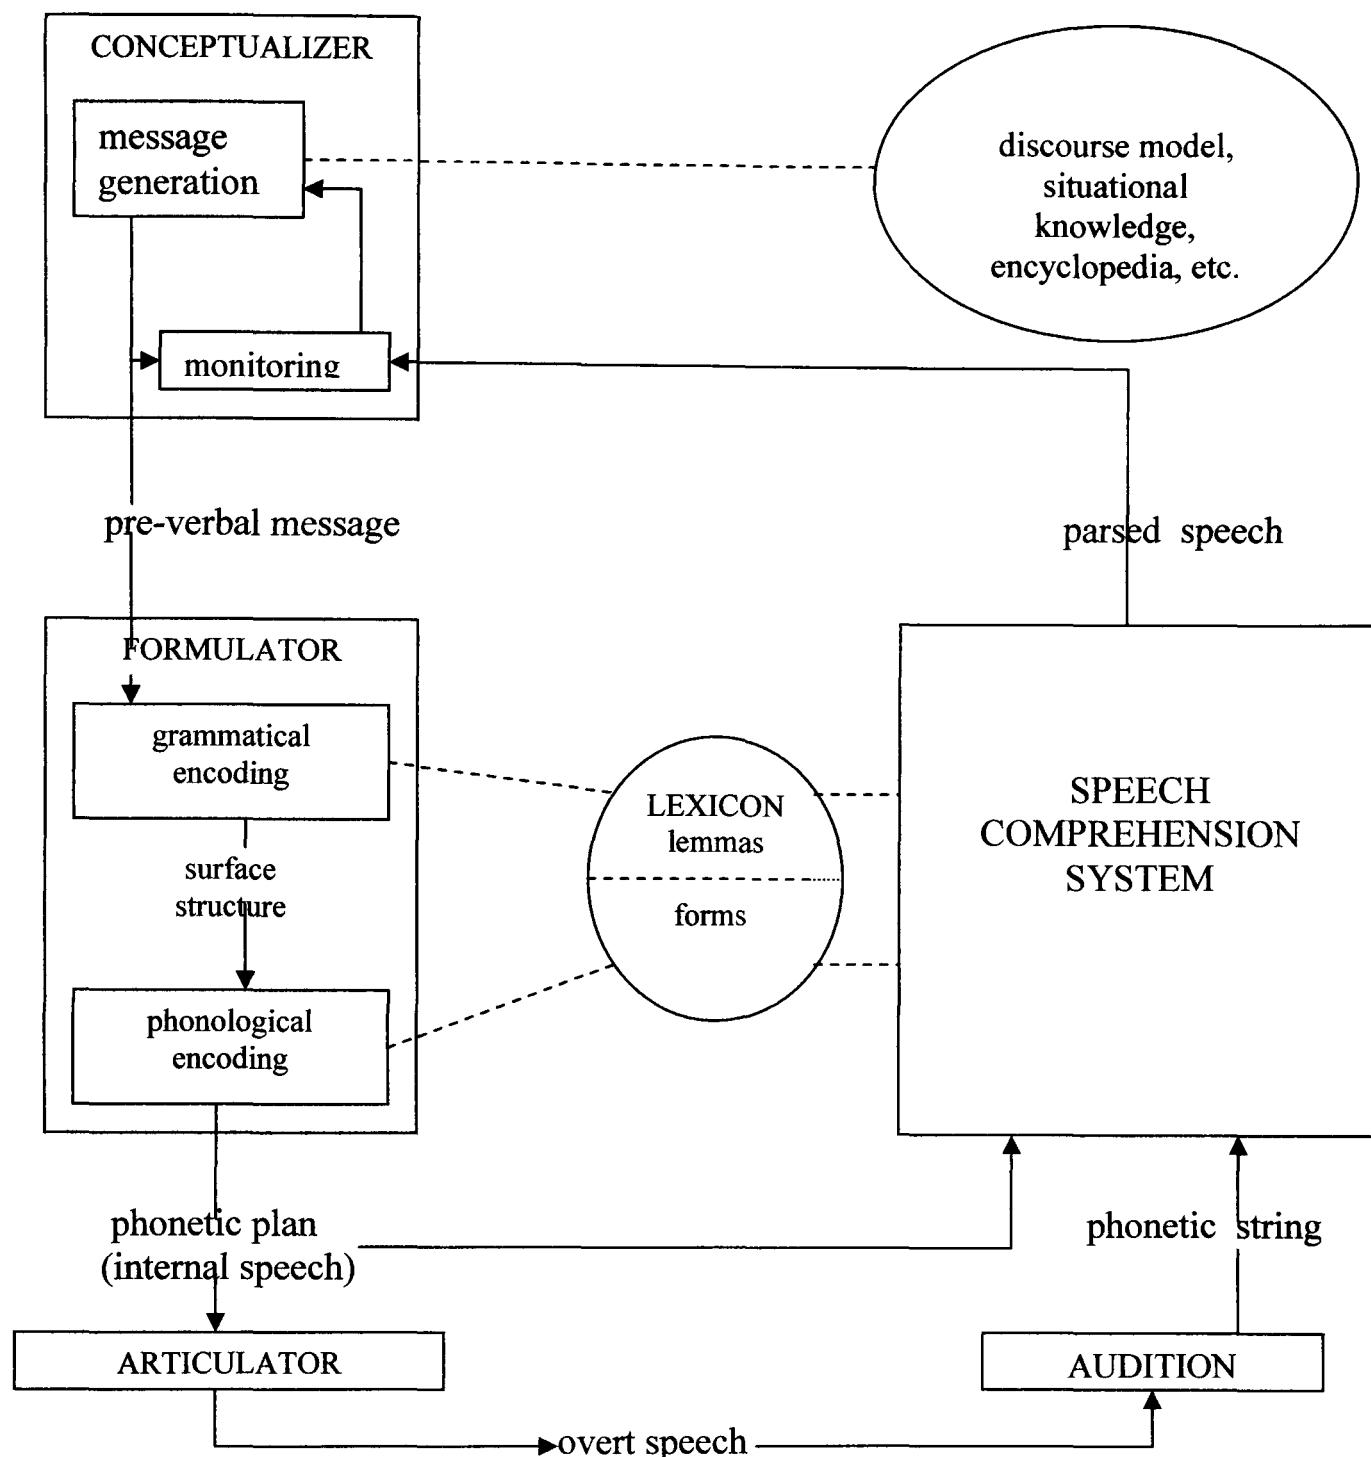 CONCEPTUALIZER
message
generation
monitoring
discourse model,
situational
knowledge,
encyclopedia, etc.
pre-verbal message
parsed speech
FORMULATOR
grammatical
encoding
surface
structure
phonological
encoding
LEXICON
lemmas
forms
SPEECH
COMPREHENSION
SYSTEM
phonetic plan
(internal speech)
phonetic string
ARTICULATOR
AUDITION
overt speech